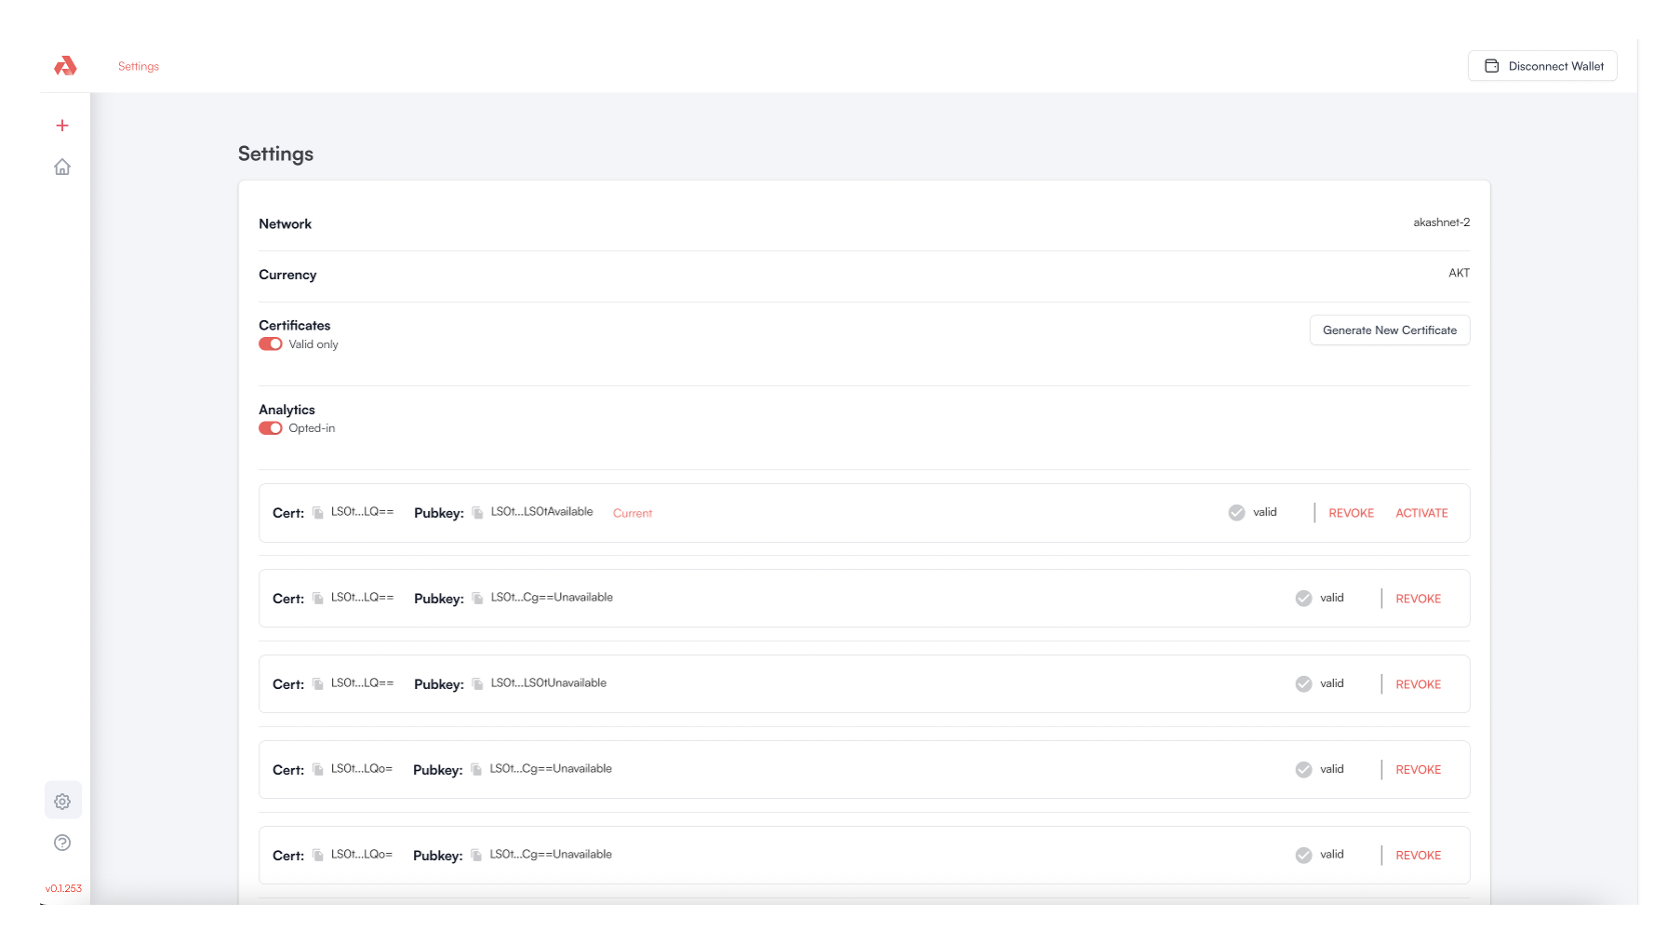 Settings
Disconnect Wallet
Settings
Network akashnet-2
Currency AKT
Certificates
Valid only
Generate New Certificate
Analytics
Opted-in
Cert: LS0t...LQ== Pubkey: LS0t...LS0tAvailable Current valid REVOKE ACTIVATE
Cert: LS0t...LQ== Pubkey: LS0t...Cg==Unavailable valid REVOKE
Cert: LS0t...LQ== Pubkey: LS0t...LS0tUnavailable valid REVOKE
Cert: LS0t...LQo= Pubkey: LS0t...Cg==Unavailable valid REVOKE
Cert: LS0t...LQo= Pubkey: LS0t...Cg==Unavailable valid REVOKE
v0.1.253